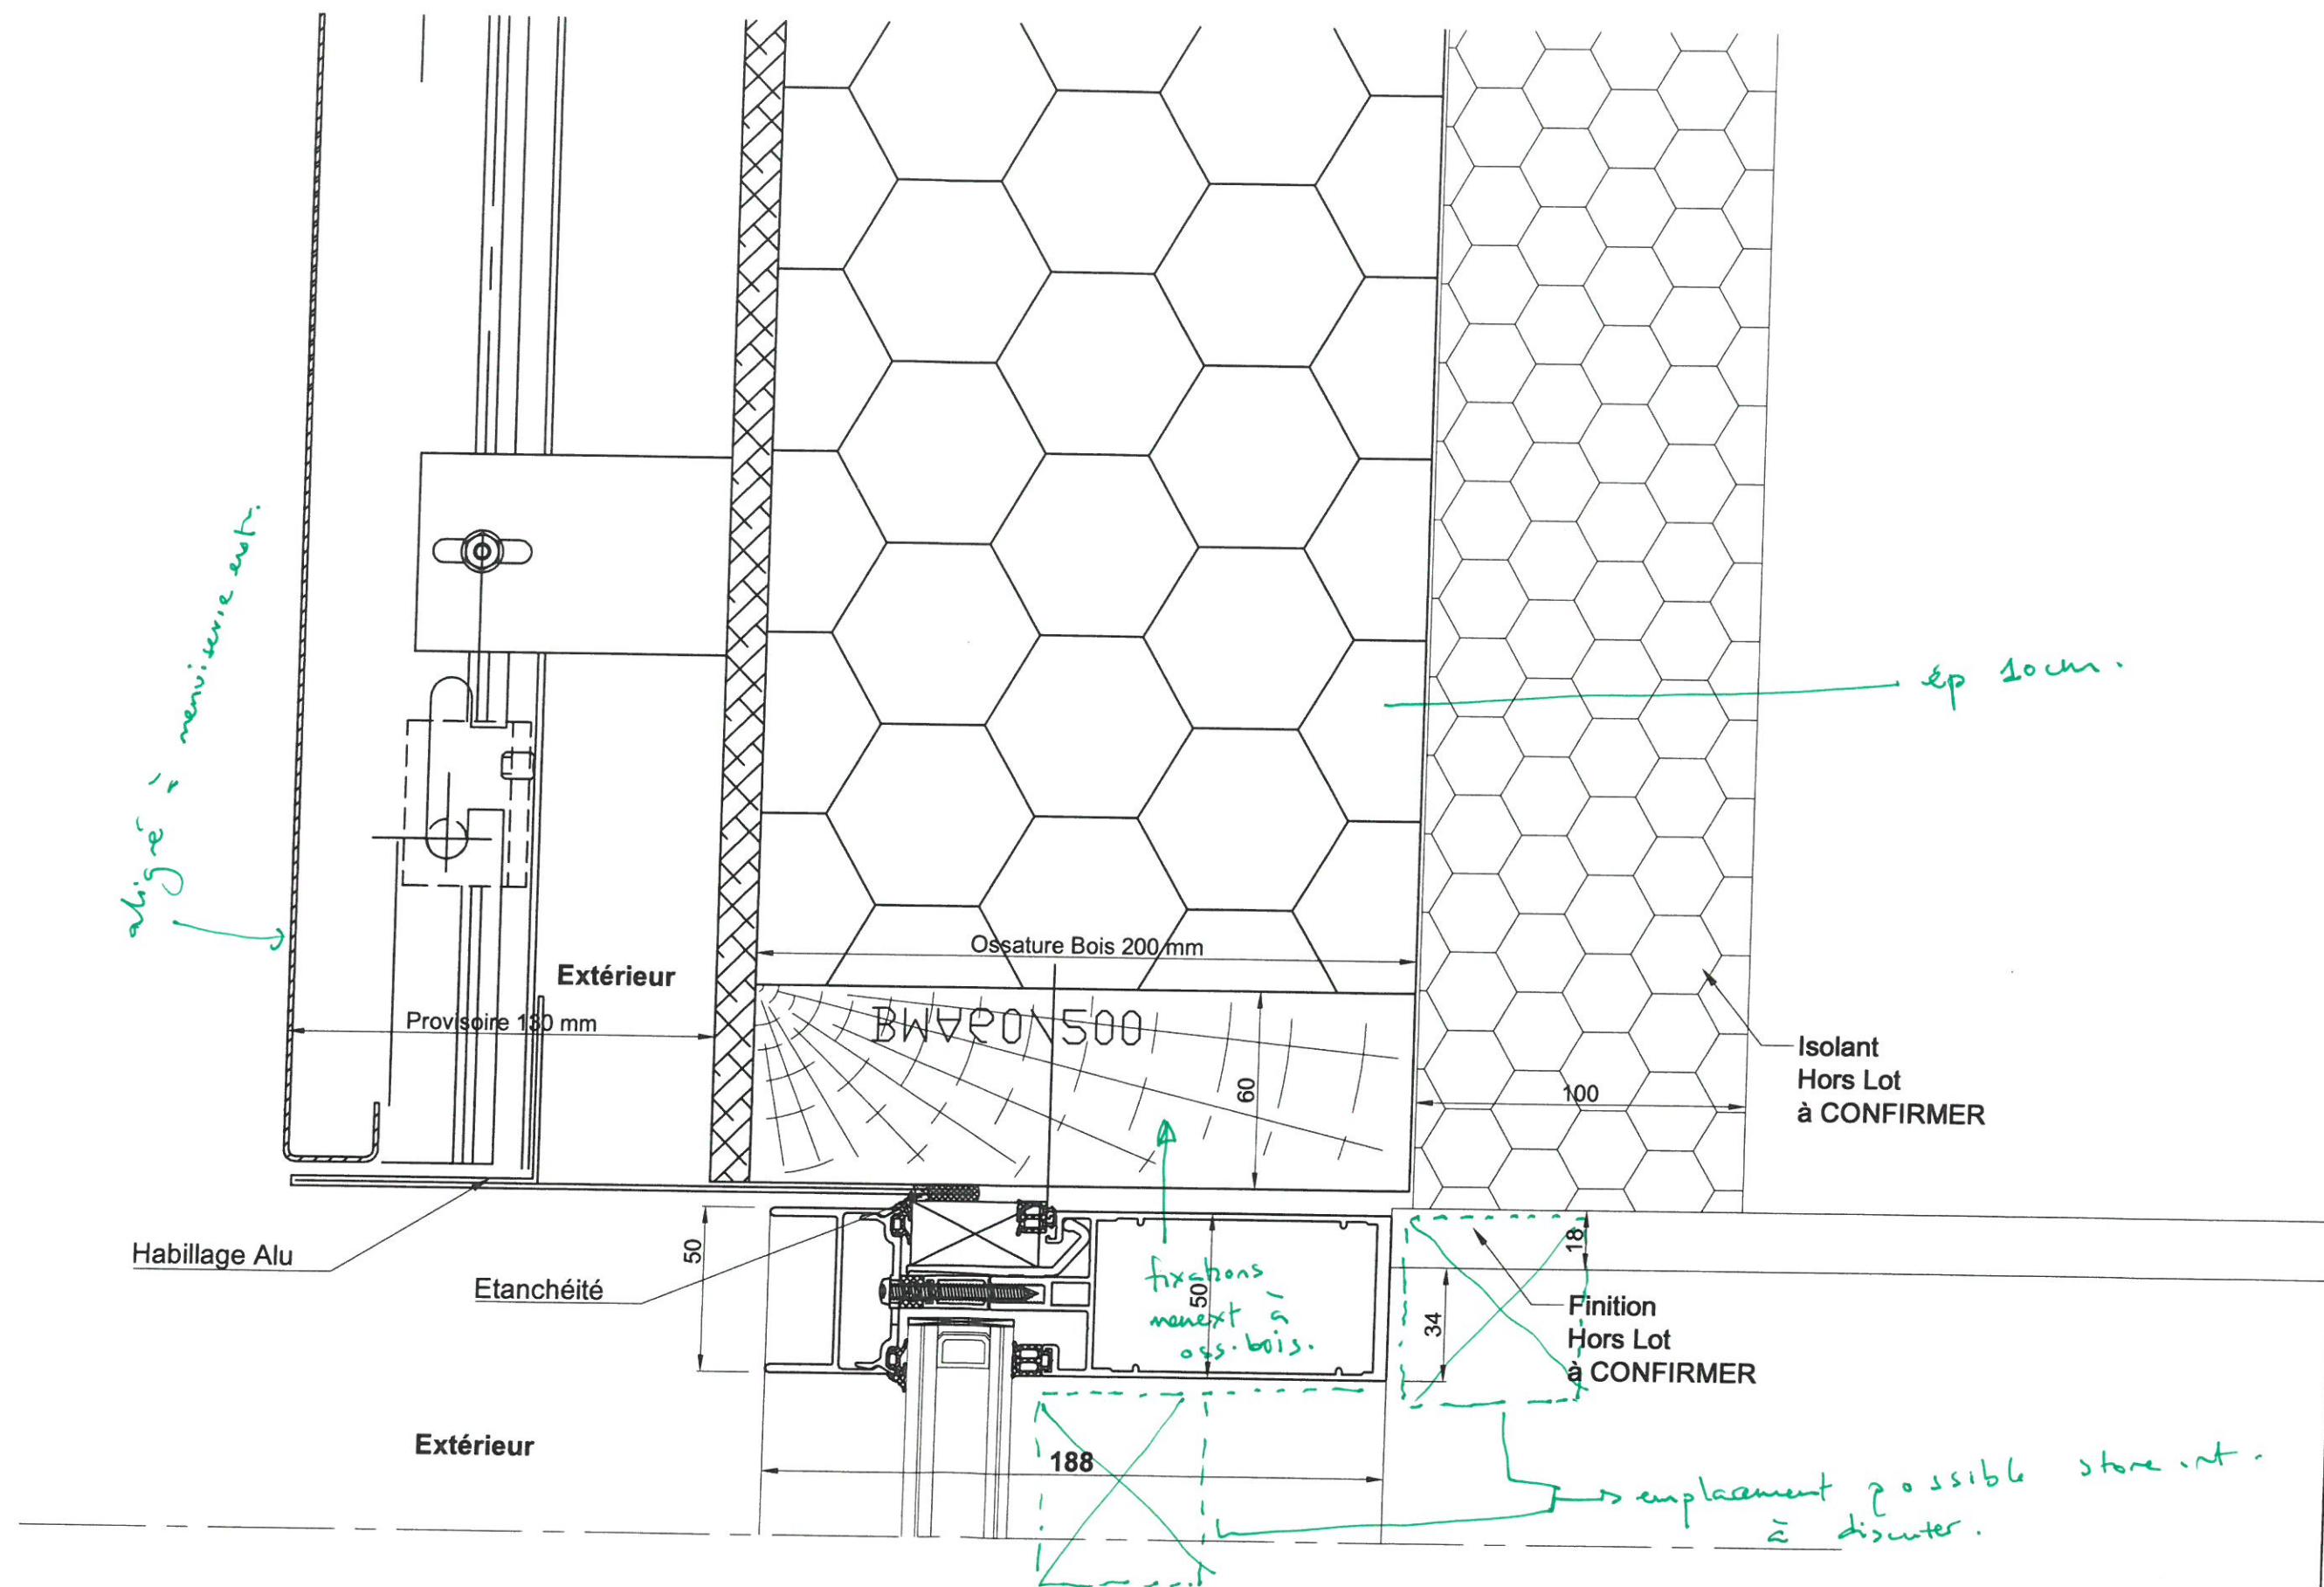 aligné à menuiserie ext.
ép 10cm.
Ossature Bois 200 mm
Extérieur
Provisoire 130 mm
60
100
Isolant
Hors Lot
à CONFIRMER
Habillage Alu
Etanchéité
50
50
fixations
menext à
oss. bois.
18
34
Finition
Hors Lot
à CONFIRMER
Extérieur
188
emplacement possible store int.
à discuter.